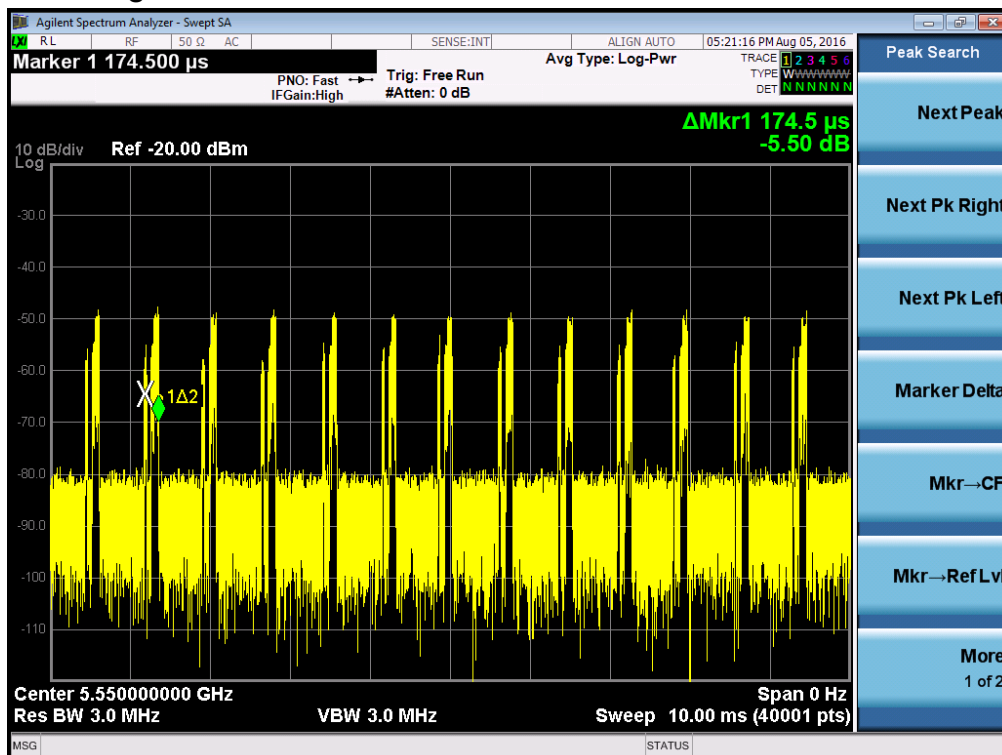 Agilent Spectrum Analyzer - Swept SA
LXI RL RF 50 Ω AC SENSE:INT ALIGN AUTO 05:21:16 PM Aug 05, 2016
Marker 1 174.500 µs
PNO: Fast
IFGain:High
Trig: Free Run
#Atten: 0 dB
Avg Type: Log-Pwr
TRACE 1 2 3 4 5 6
TYPE WWWWWW
DET N N N N N N
ΔMkr1 174.5 µs
-5.50 dB
10 dB/div Ref -20.00 dBm
Log
-30.0
-40.0
-50.0
-60.0
-70.0
-80.0
-90.0
-100
-110
1Δ2
Center 5.550000000 GHz Span 0 Hz
Res BW 3.0 MHz VBW 3.0 MHz Sweep 10.00 ms (40001 pts)
MSG STATUS
Peak Search
Next Peak
Next Pk Right
Next Pk Left
Marker Delta
Mkr→CF
Mkr→Ref Lvl
More
1 of 2